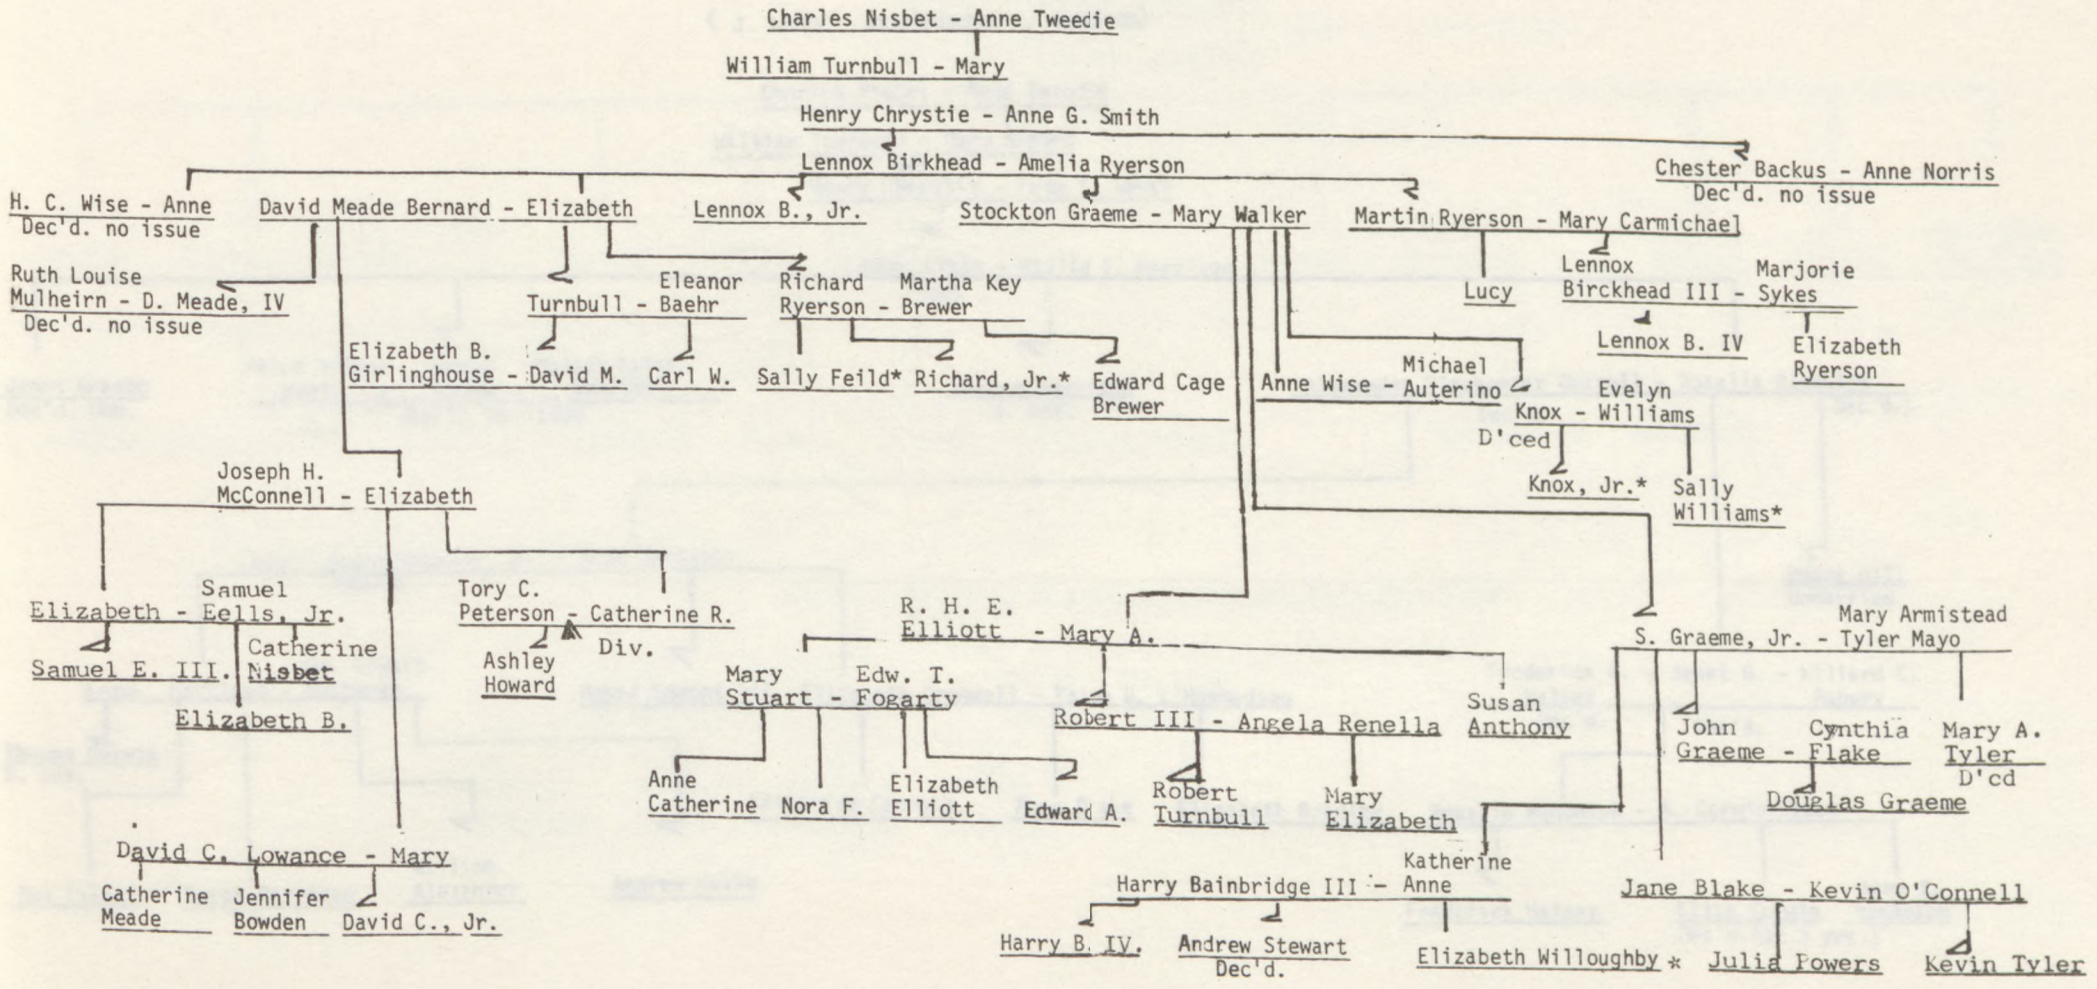 Charles Nisbet - Anne Tweedie
William Turnbull - Mary
Henry Chrystie - Anne G. Smith
Lennox Birkhead - Amelia Ryerson
Chester Backus - Anne Norris
Dec'd. no issue
H. C. Wise - Anne
Dec'd. no issue
David Meade Bernard - Elizabeth
Lennox B., Jr.
Stockton Graeme - Mary Walker
Martin Ryerson - Mary Carmichael
Ruth Louise
Mulheirn - D. Meade, IV
Dec'd. no issue
Eleanor
Turnbull - Baehr
Richard Martha Key
Ryerson - Brewer
Lucy
Lennox Marjorie
Birckhead III - Sykes
Lennox B. IV
Elizabeth
Ryerson
Elizabeth B.
Girlinghouse - David M.
Carl W.
Sally Feild*
Richard, Jr.*
Edward Cage
Brewer
Michael
Anne Wise - Auterino
Evelyn
Knox - Williams
D'ced
Knox, Jr.*
Sally
Williams*
Joseph H.
McConnell - Elizabeth
Samuel
Elizabeth - Eells, Jr.
Samuel E. III.
Catherine
Nisbet
Elizabeth B.
Tory C.
Peterson - Catherine R.
Div.
Ashley
Howard
R. H. E.
Elliott - Mary A.
Mary Armistead
S. Graeme, Jr. - Tyler Mayo
Mary Edw. T.
Stuart - Fogarty
Robert III - Angela Renella
Susan
Anthony
John Cynthia
Graeme - Flake
Mary A.
Tyler
D'cd
Douglas Graeme
Anne
Catherine
Nora F.
Elizabeth
Elliott
Edward A.
Robert
Turnbull
Mary
Elizabeth
David C. Lowance - Mary
Catherine
Meade
Jennifer
Bowden
David C., Jr.
Katherine
Harry Bainbridge III - Anne
Jane Blake - Kevin O'Connell
Harry B. IV.
Andrew Stewart
Dec'd.
Elizabeth Willoughby *
Julia Powers
Kevin Tyler